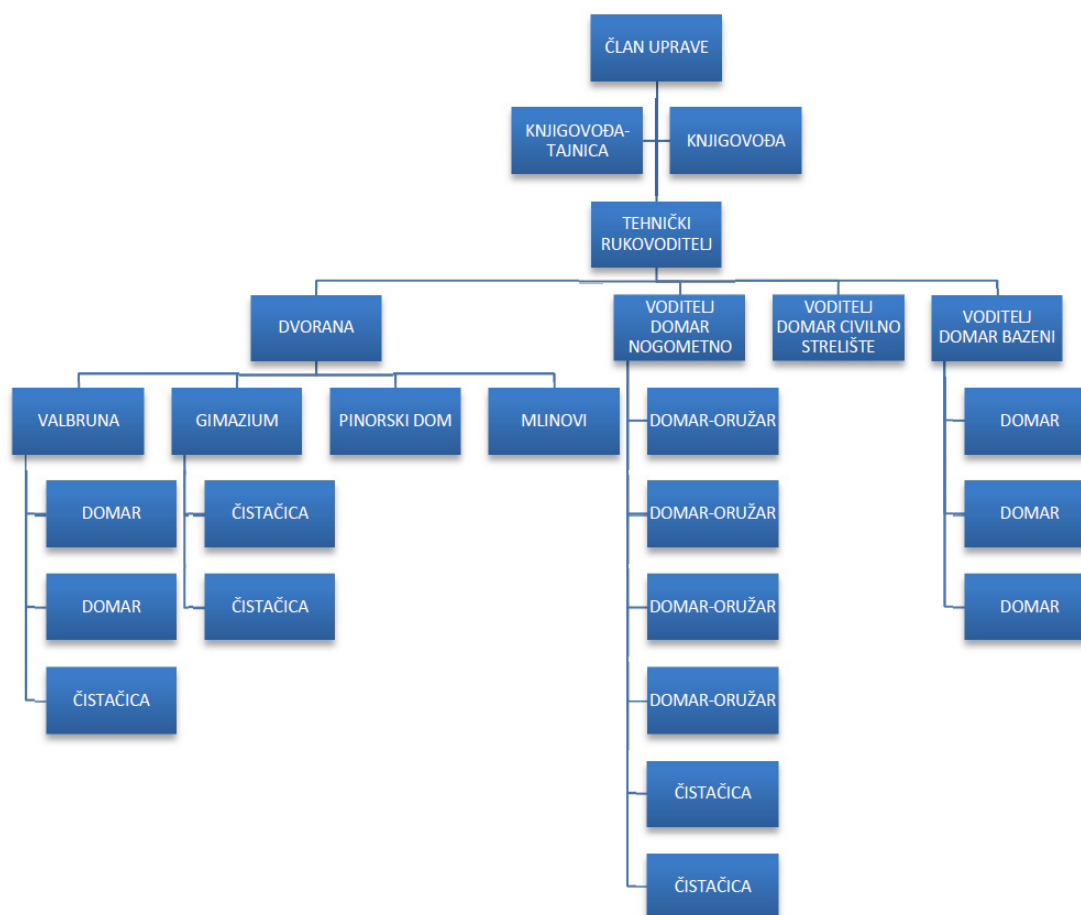 ČLAN UPRAVE
KNJIGOVOĐA-
TAJNICA
KNJIGOVOĐA
TEHNIČKI
RUKOVODITELJ
DVORANA
VODITELJ
DOMAR
NOGOMETNO
VODITELJ
DOMAR CIVILNO
STRELIŠTE
VODITELJ
DOMAR BAZENI
VALBRUNA
GIMAZIUM
PINORSKI DOM
MLINOVI
DOMAR-ORUŽAR
DOMAR
DOMAR
ČISTAČICA
DOMAR-ORUŽAR
DOMAR
DOMAR
ČISTAČICA
DOMAR-ORUŽAR
DOMAR
ČISTAČICA
DOMAR-ORUŽAR
ČISTAČICA
ČISTAČICA